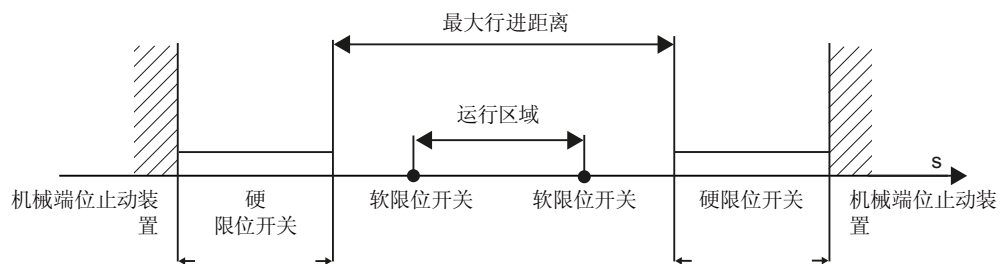 最大行进距离
运行区域
s
机械端位止动装
置
硬
限位开关
软限位开关
软限位开关
硬限位开关
机械端位止动装
置